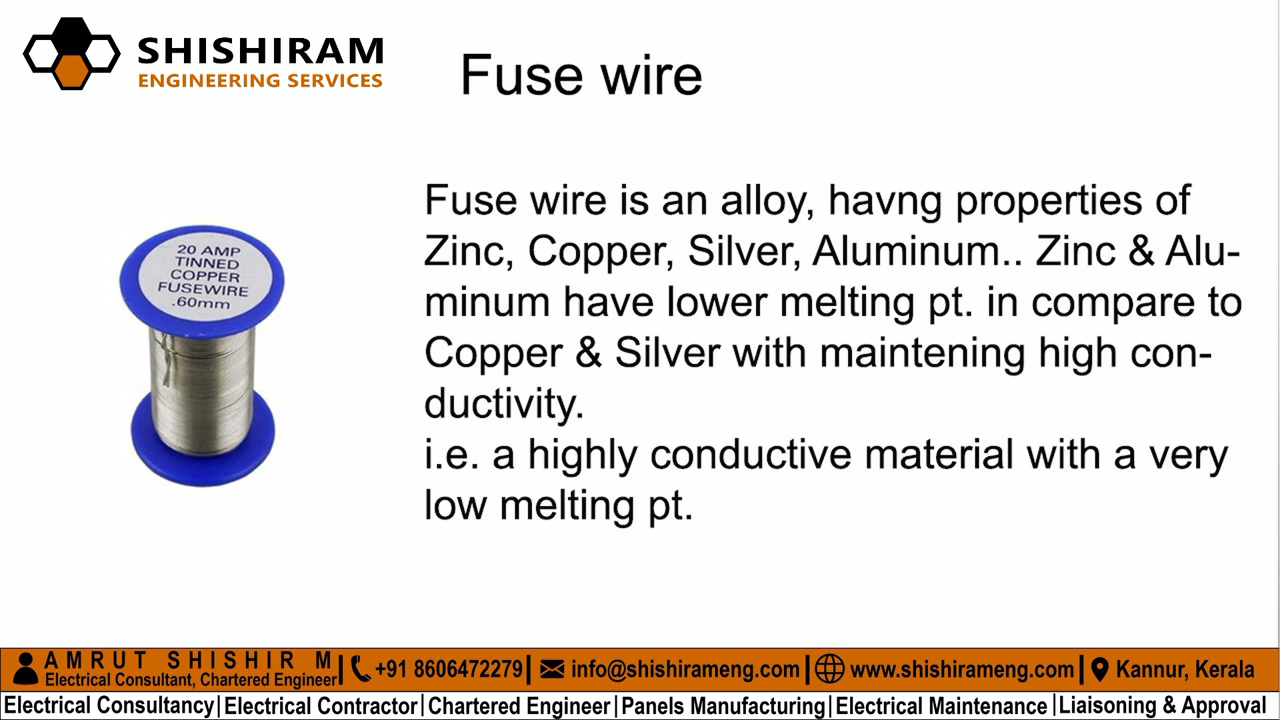 SHISHIRAM
ENGINEERING SERVICES
Fuse wire
20 AMP
TINNED
COPPER
FUSEWIRE
.60mm
Fuse wire is an alloy, havng properties of
Zinc, Copper, Silver, Aluminum.. Zinc & Alu-
minum have lower melting pt. in compare to
Copper & Silver with maintening high con-
ductivity.
i.e. a highly conductive material with a very
low melting pt.
AMRUT SHISHIR M
Electrical Consultant, Chartered Engineer
+91 8606472279
info@shishirameng.com
www.shishirameng.com
Kannur, Kerala
Electrical Consultancy| Electrical Contractor| Chartered Engineer| Panels Manufacturing| Electrical Maintenance |Liaisoning & Approval